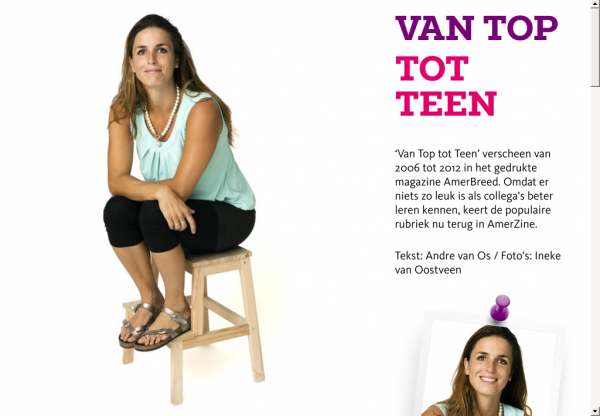 VAN TOP
TOT
TEEN
‘Van Top tot Teen’ verscheen van
2006 tot 2012 in het gedrukte
magazine AmerBreed. Omdat er
niets zo leuk is als collega's beter
leren kennen, keert de populaire
rubriek nu terug in AmerZine.
Tekst: Andre van Os / Foto's: Ineke
van Oostveen